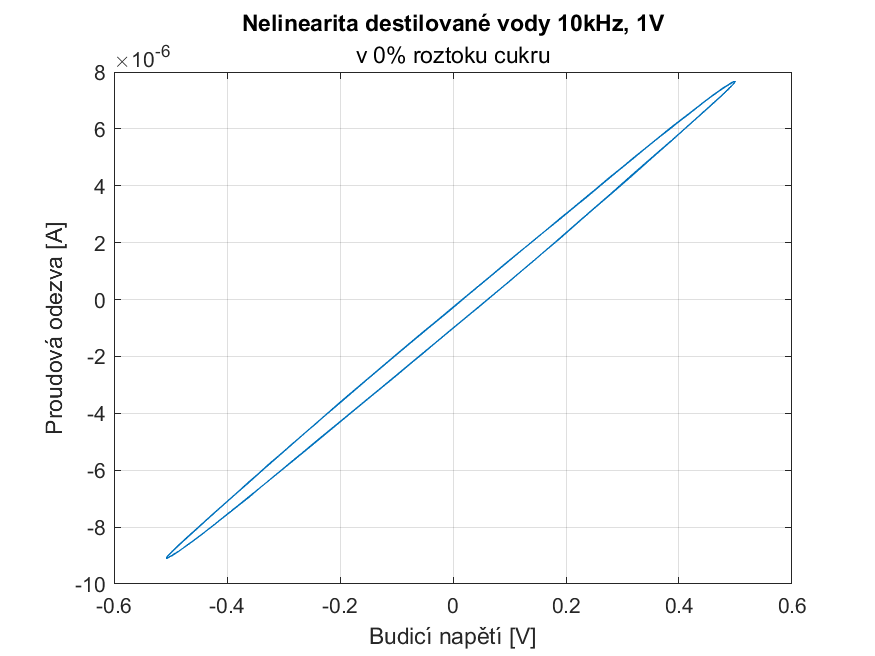 Nelinearita destilované vody 10kHz, 1V
v 0% roztoku cukru
×10-6
8
6
4
2
0
-2
-4
-6
-8
-10
-0.6 -0.4 -0.2 0 0.2 0.4 0.6
Proudová odezva [A]
Budicí napětí [V]